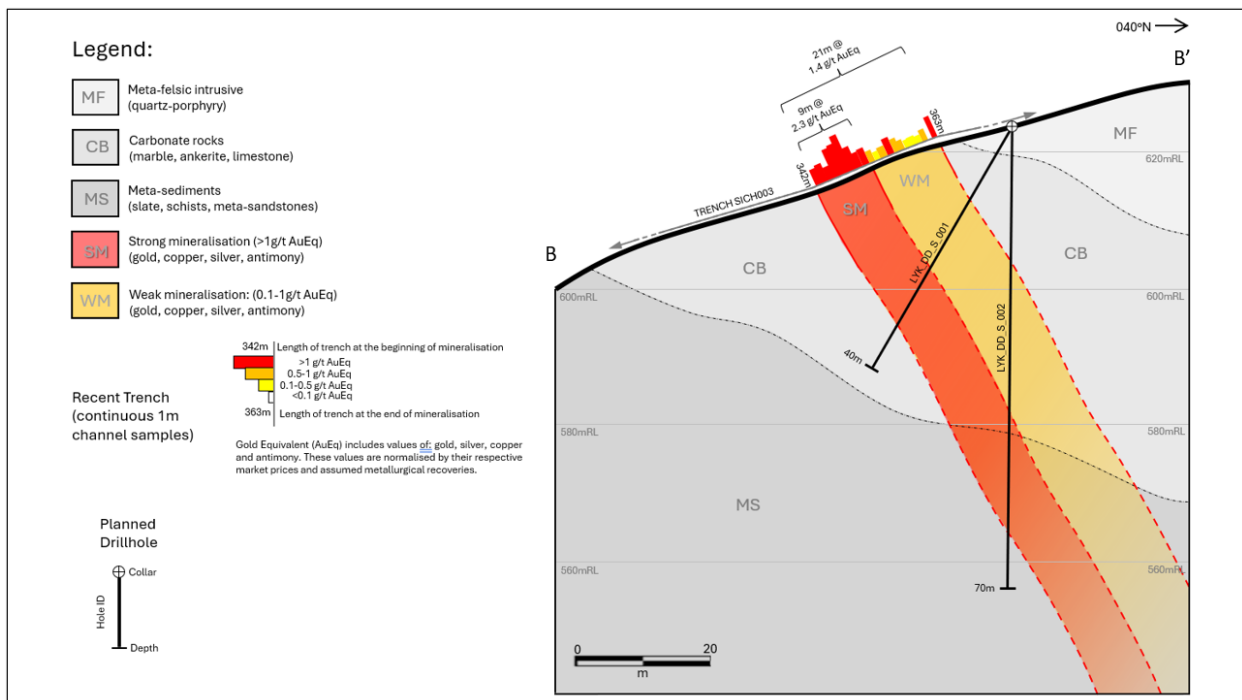 Legend:
MF
Meta-felsic intrusive
(quartz-porphyry)
CB
Carbonate rocks
(marble, ankerite, limestone)
MS
Meta-sediments
(slate, schists, meta-sandstones)
SM
Strong mineralisation (>1g/t AuEq)
(gold, copper, silver, antimony)
WM
Weak mineralisation: (0.1-1g/t AuEq)
(gold, copper, silver, antimony)
342m
Length of trench at the beginning of mineralisation
>1 g/t AuEq
0.5-1 g/t AuEq
0.1-0.5 g/t AuEq
<0.1 g/t AuEq
363m
Length of trench at the end of mineralisation
Recent Trench
(continuous 1m
channel samples)
Gold Equivalent (AuEq) includes values of: gold, silver, copper
and antimony. These values are normalised by their respective
market prices and assumed metallurgical recoveries.
Planned
Drillhole
Collar
Hole ID
Depth
040°N
B'
21m @
1.4 g/t AuEq
9m @
2.3 g/t AuEq
342m
363m
TRENCH SICH003
B
MF
620mRL
WM
SM
CB
CB
LYK_DD_S_001
LYK_DD_S_002
600mRL
600mRL
40m
580mRL
580mRL
MS
560mRL
560mRL
70m
0
20
m